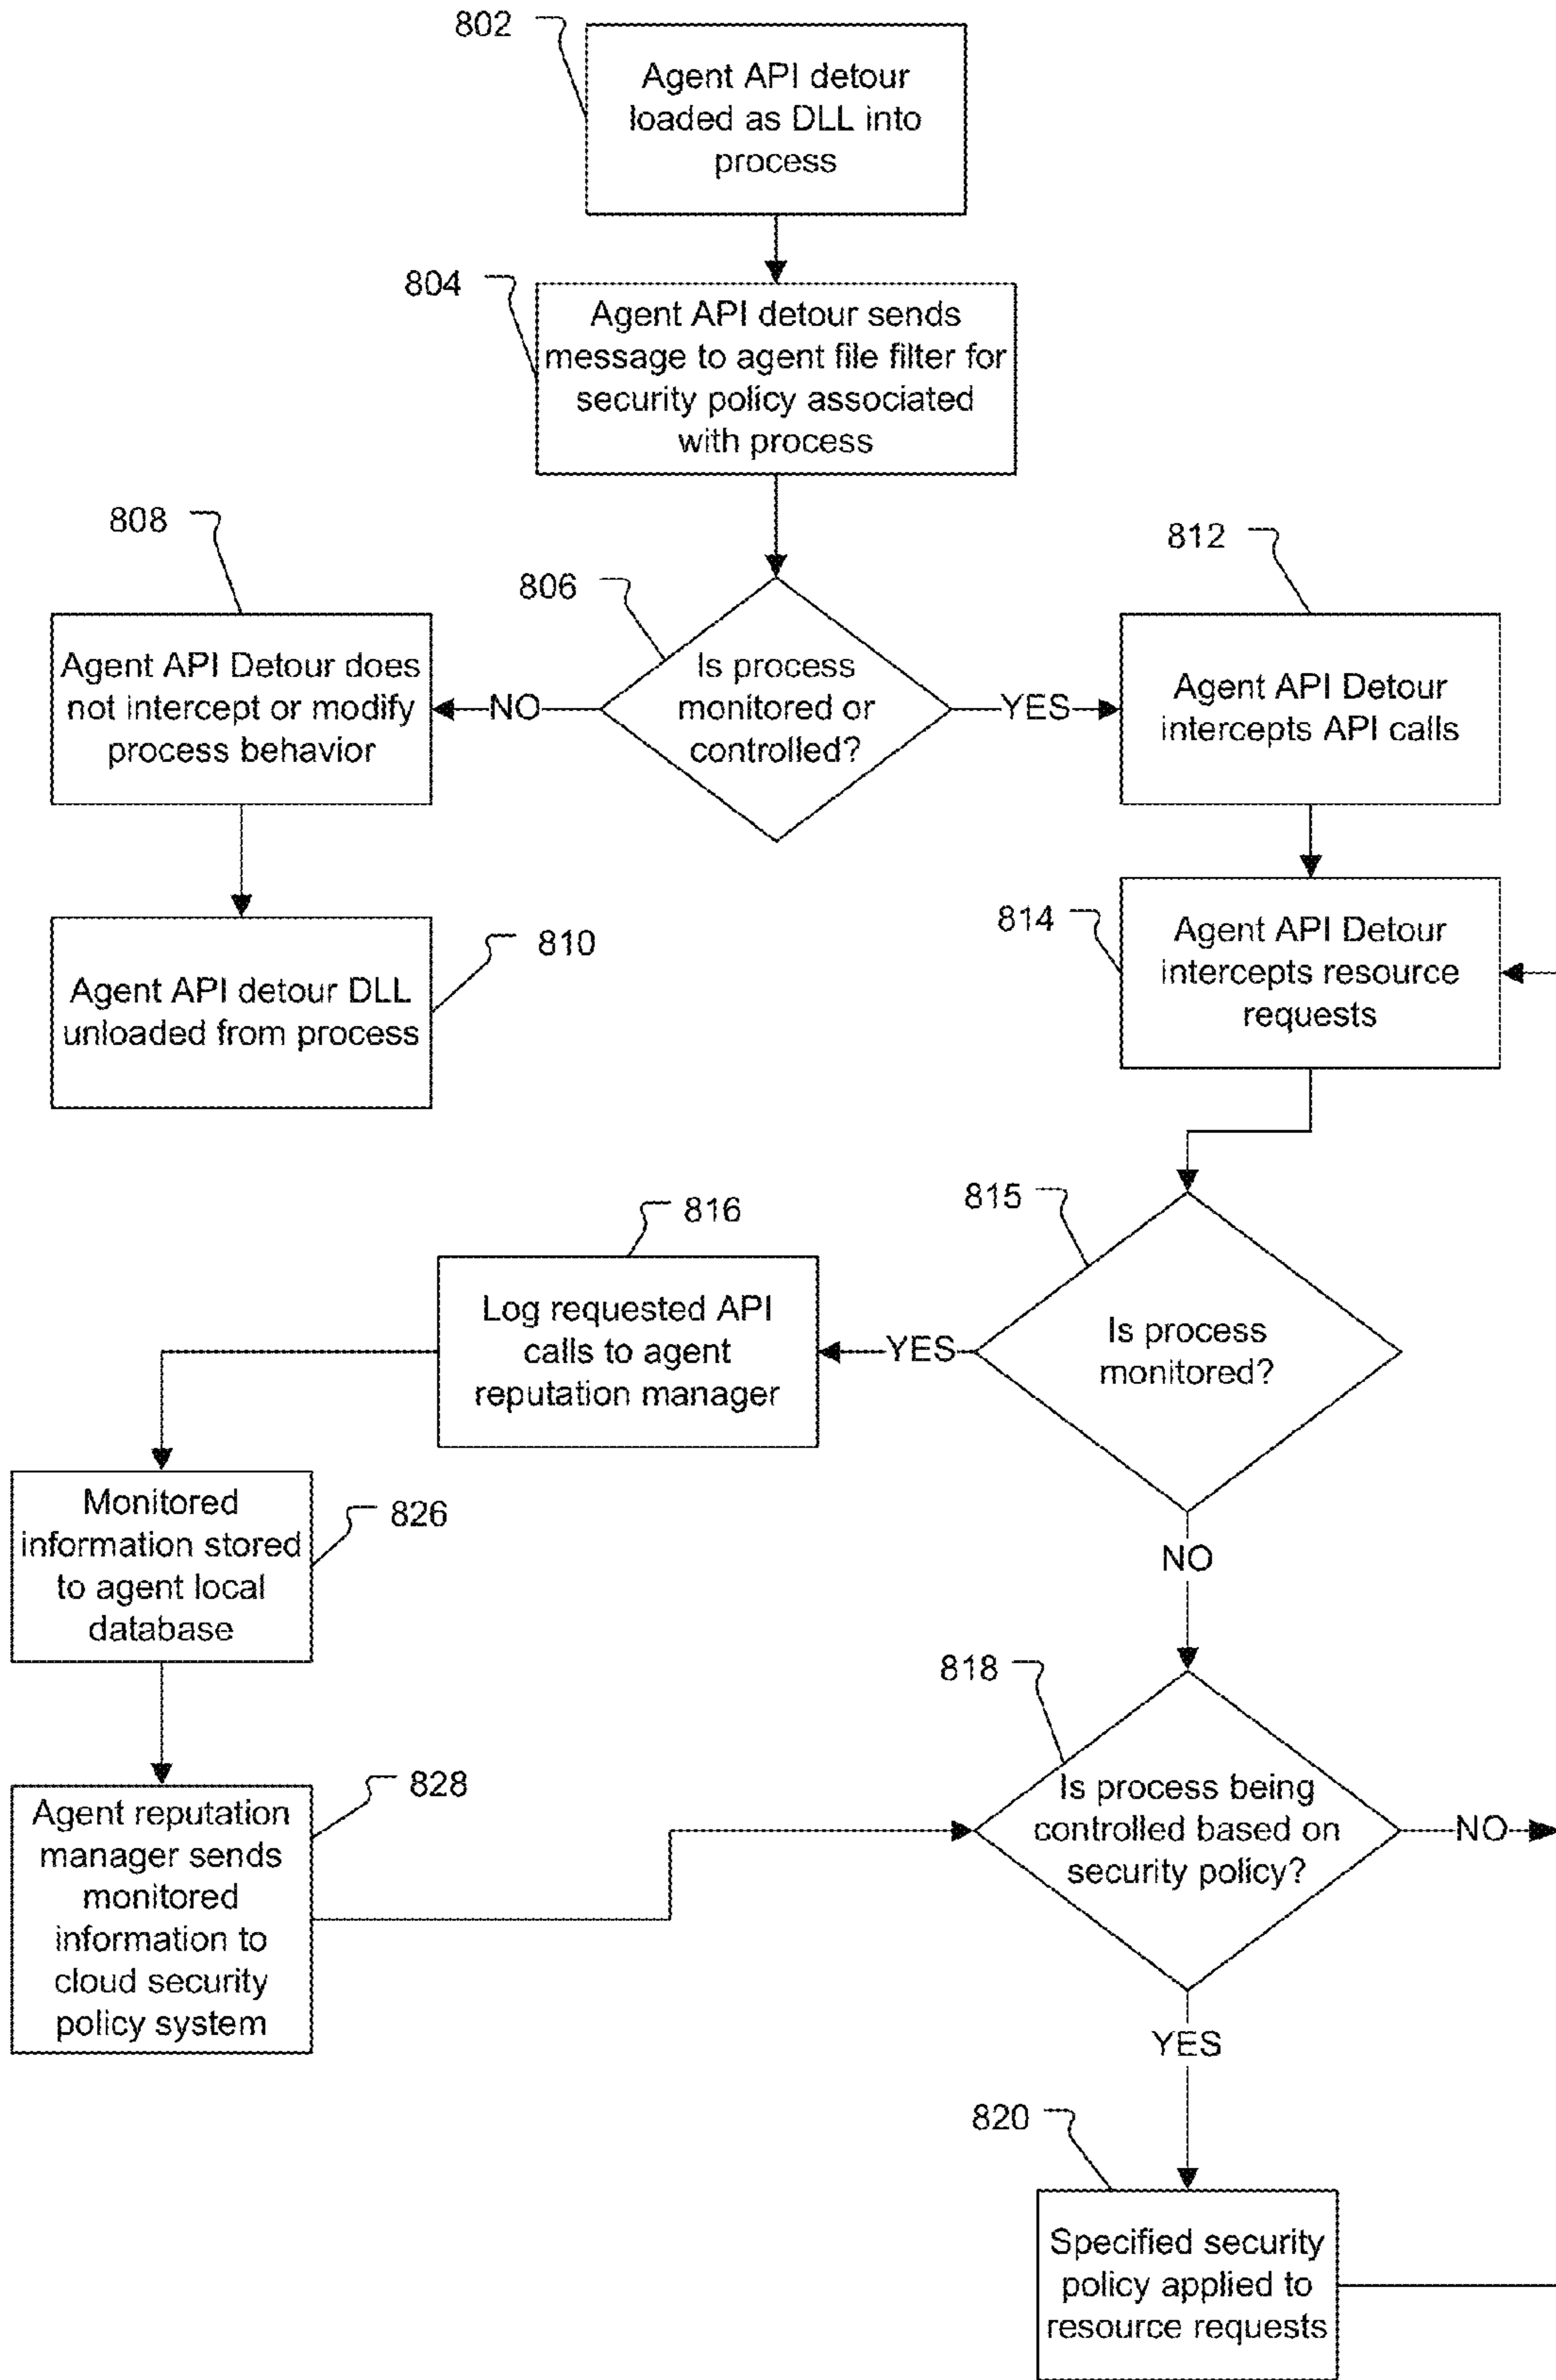 802
Agent API detour
loaded as DLL into
process
804
Agent API detour sends
message to agent file filter for
security policy associated
with process
806
Is process
monitored or
controlled?
NO
YES
808
Agent API Detour does
not intercept or modify
process behavior
810
Agent API detour DLL
unloaded from process
812
Agent API Detour
intercepts API calls
814
Agent API Detour
intercepts resource
requests
815
Is process
monitored?
YES
NO
816
Log requested API
calls to agent
reputation manager
826
Monitored
information stored
to agent local
database
828
Agent reputation
manager sends
monitored
information to
cloud security
policy system
818
Is process being
controlled based on
security policy?
NO
YES
820
Specified security
policy applied to
resource requests